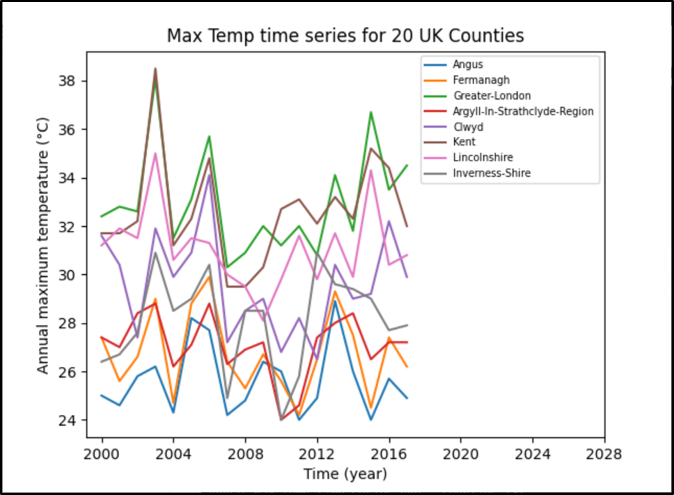 Max Temp time series for 20 UK Counties
Angus
Fermanagh
Greater-London
Argyll-In-Strathclyde-Region
Clwyd
Kent
Lincolnshire
Inverness-Shire
Annual maximum temperature (°C)
38
36
34
32
30
28
26
24
2000 2004 2008 2012 2016 2020 2024 2028
Time (year)